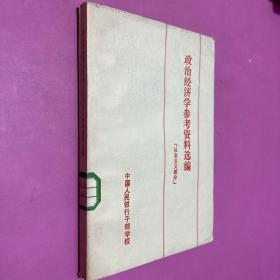 政治经济学参考资料选编
「社会主义部分」
中国人民银行干部学校